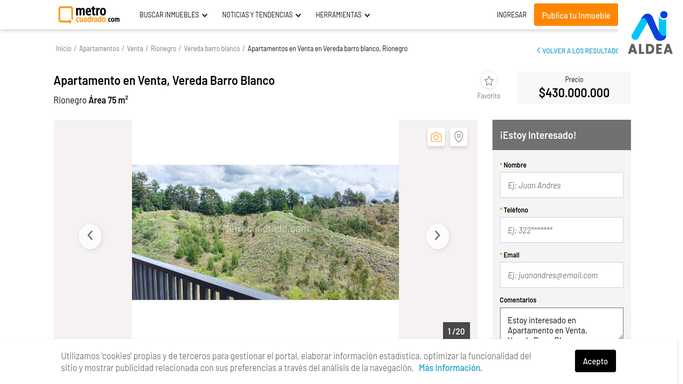 metro
cuadrado.com
BUSCAR INMUEBLES
NOTICIAS Y TENDENCIAS
HERRAMIENTAS
INGRESAR
Publica tu Inmueble
ALDEA
Inicio / Apartamentos / Venta / Rionegro / Vereda barro blanco / Apartamentos en Venta en Vereda barro blanco, Rionegro
VOLVER A LOS RESULTADO
Apartamento en Venta, Vereda Barro Blanco
Rionegro Área 75 m²
Favorito
Precio
$430.000.000
metrocuadrado.com
1 / 20
¡Estoy Interesado!
* Nombre
Ej: Juan Andres
* Teléfono
Ej: 322*******
* Email
Ej: juanandres@email.com
Comentarios
Estoy interesado en
Apartamento en Venta,
Utilizamos 'cookies' propias y de terceros para gestionar el portal, elaborar información estadística, optimizar la funcionalidad del
sitio y mostrar publicidad relacionada con sus preferencias a través del análisis de la navegación. Más información.
Acepto